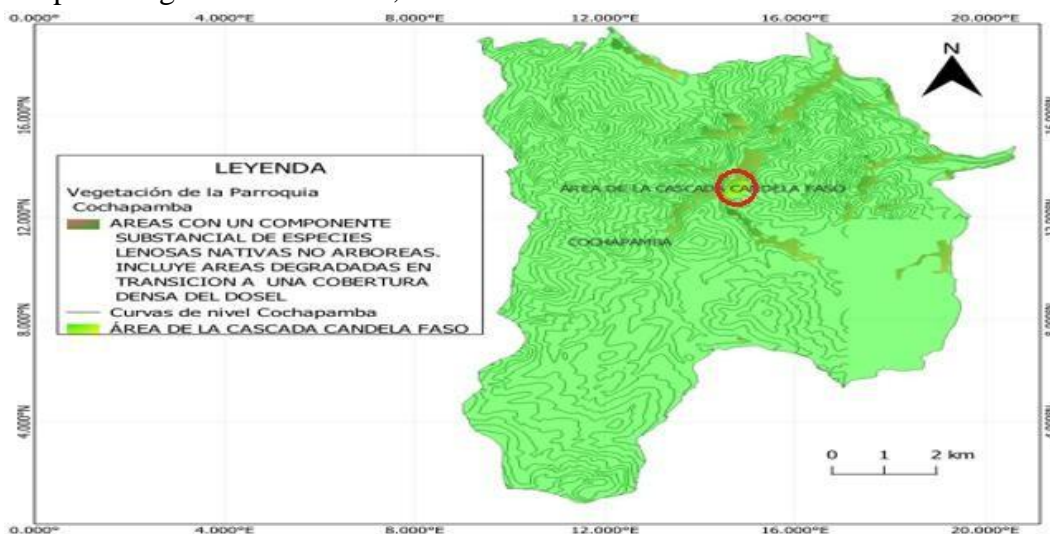 0.000° 4.000°E 8.000°E 12.000°E 16.000°E 20.000°E
N
16.000°N
12.000°N
8.000°N
4.000°N
LEYENDA
Vegetación de la Parroquia
Cochapamba
AREAS CON UN COMPONENTE
SUBSTANCIAL DE ESPECIES
LENOSAS NATIVAS NO ARBOREAS.
INCLUYE AREAS DEGRADADAS EN
TRANSICION A UNA COBERTURA
DENSA DEL DOSEL
Curvas de nivel Cochapamba
ÁREA DE LA CASCADA CANDELA FASO
ÁREA DE LA CASCADA CANDELA FASO
COCHAPAMBA
0 1 2 km
0.000° 4.000°E 8.000°E 12.000°E 16.000°E 20.000°E